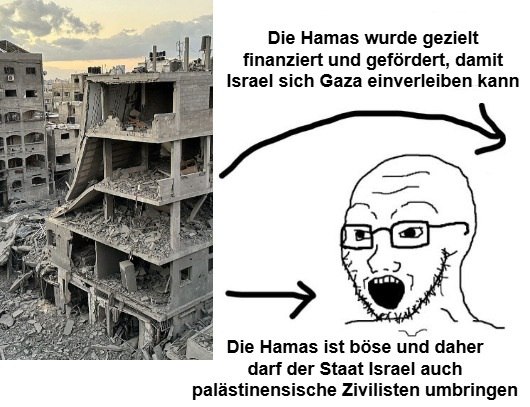 Die Hamas wurde gezielt
finanziert und gefördert, damit
Israel sich Gaza einverleiben kann
Die Hamas ist böse und daher
darf der Staat Israel auch
palästinensische Zivilisten umbringen